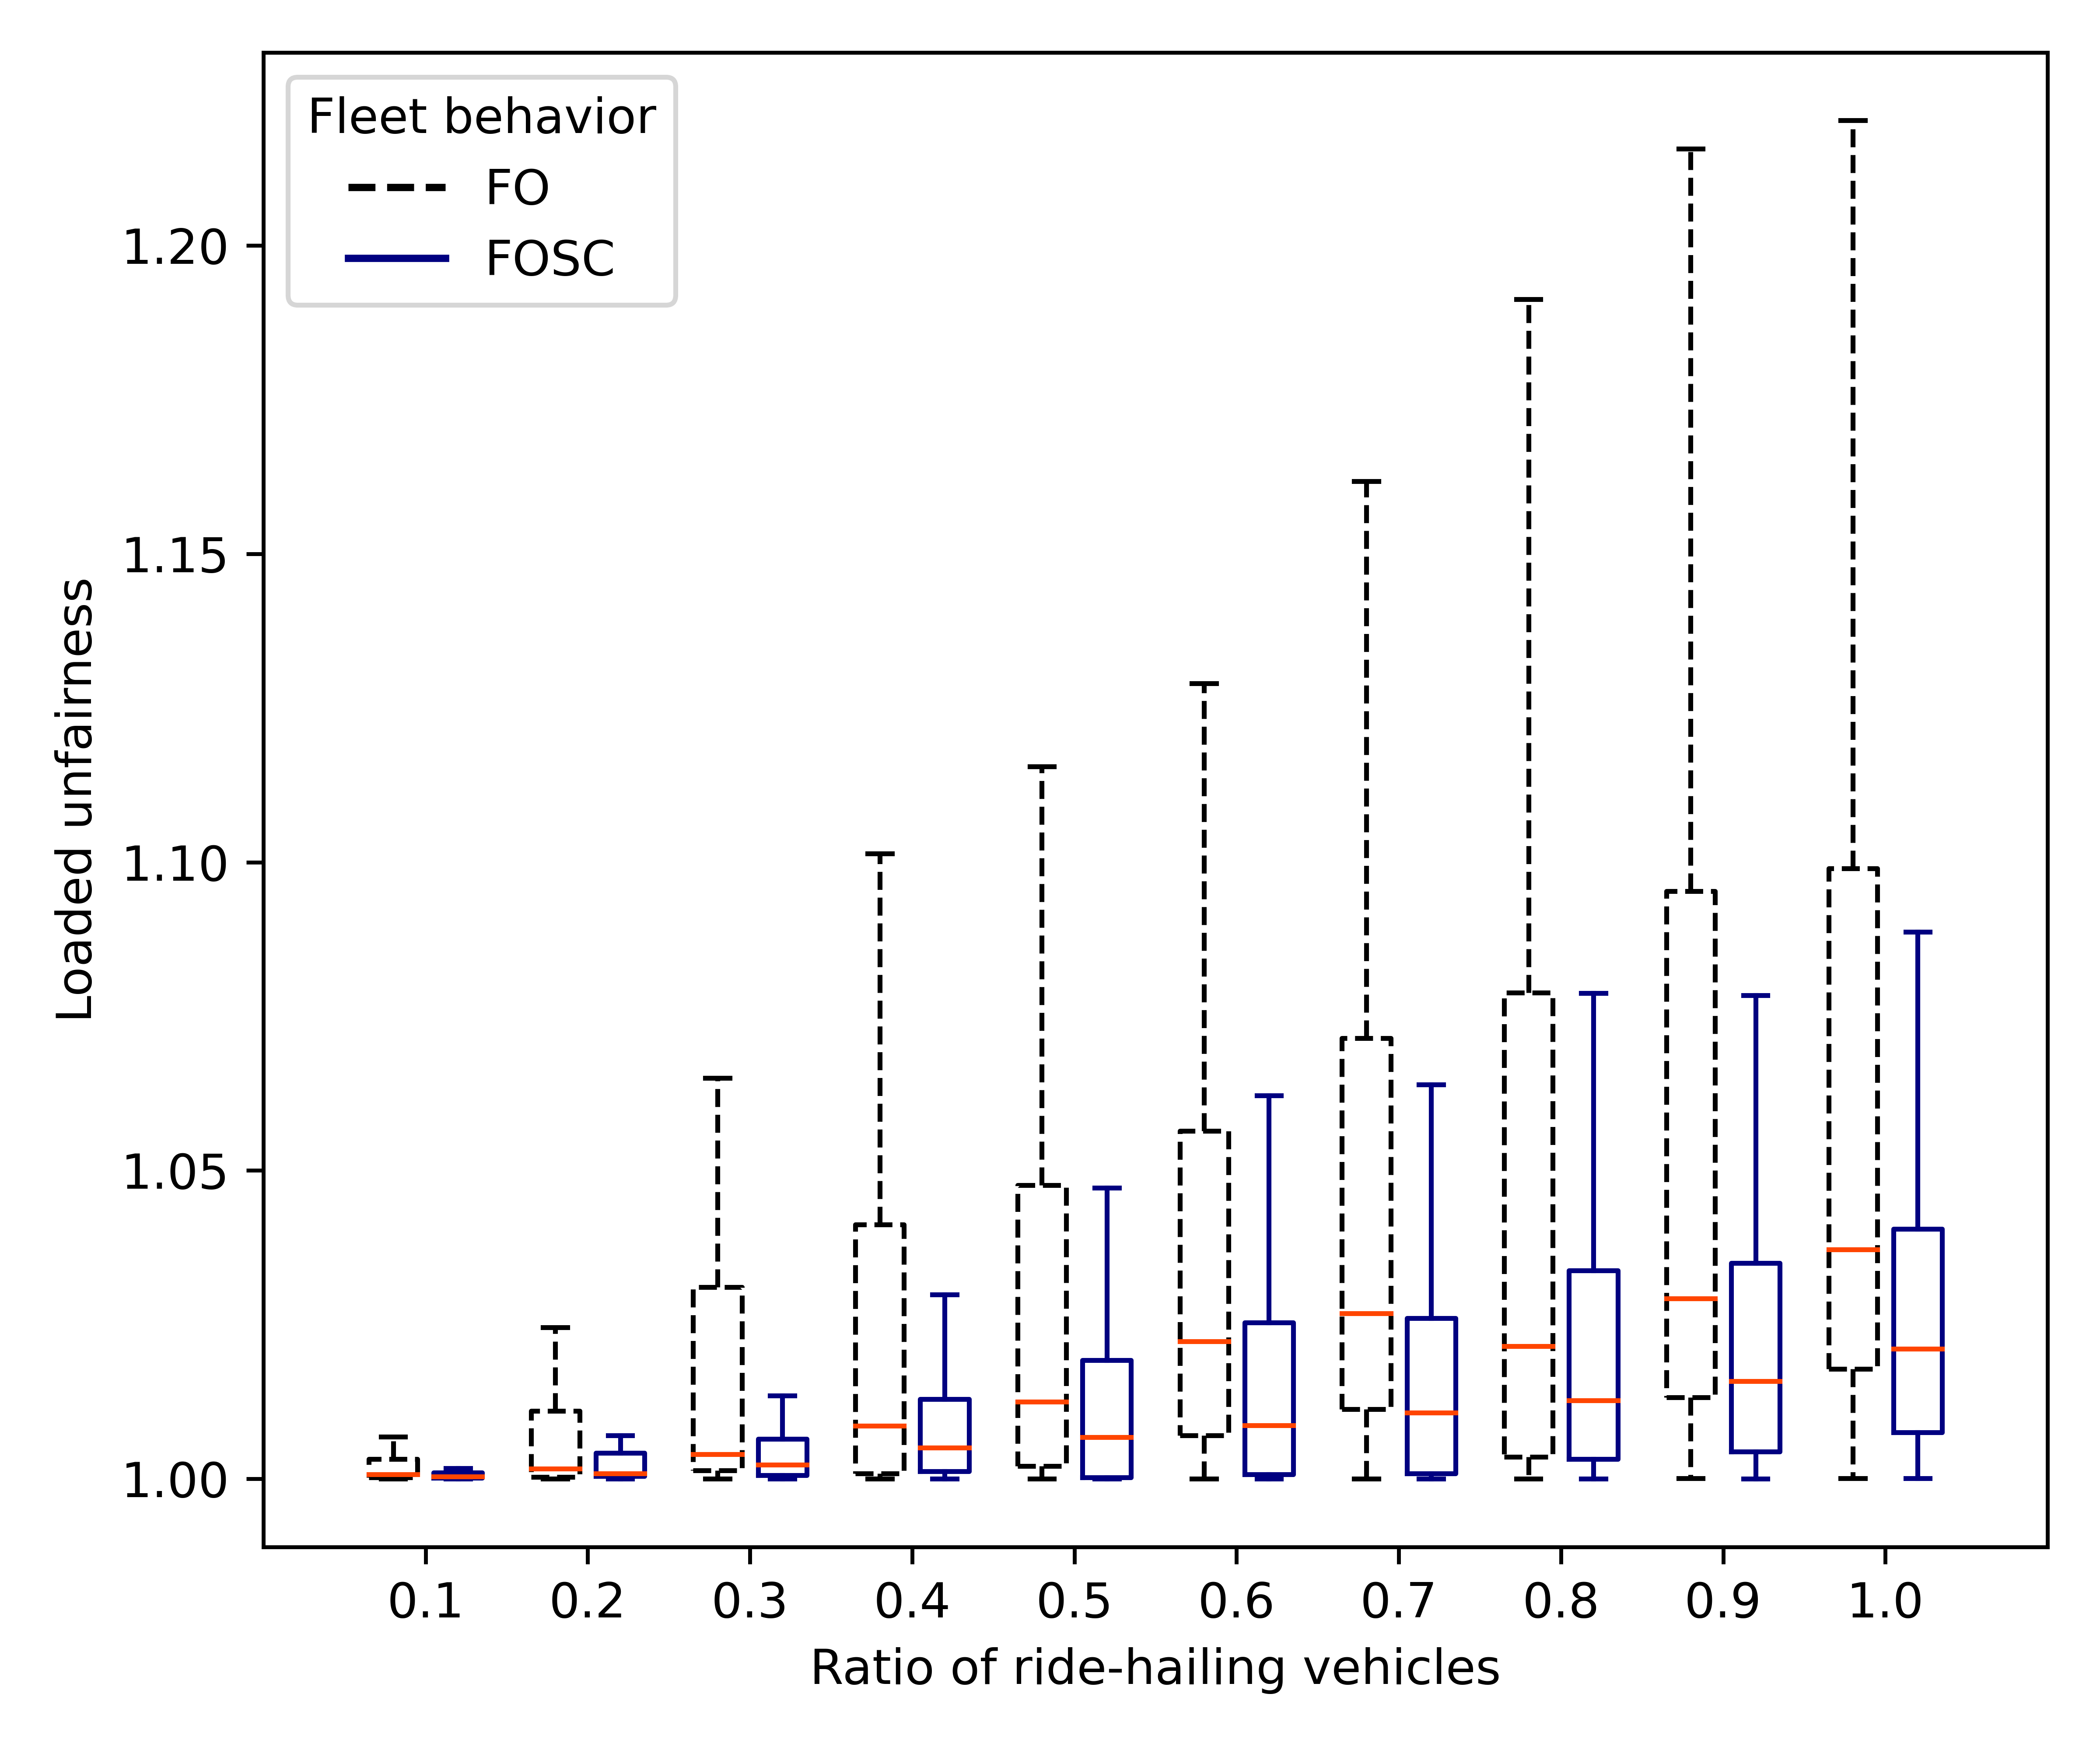 Fleet behavior
FO
FOSC
Loaded unfairness
1.20
1.15
1.10
1.05
1.00
0.1 0.2 0.3 0.4 0.5 0.6 0.7 0.8 0.9 1.0
Ratio of ride-hailing vehicles